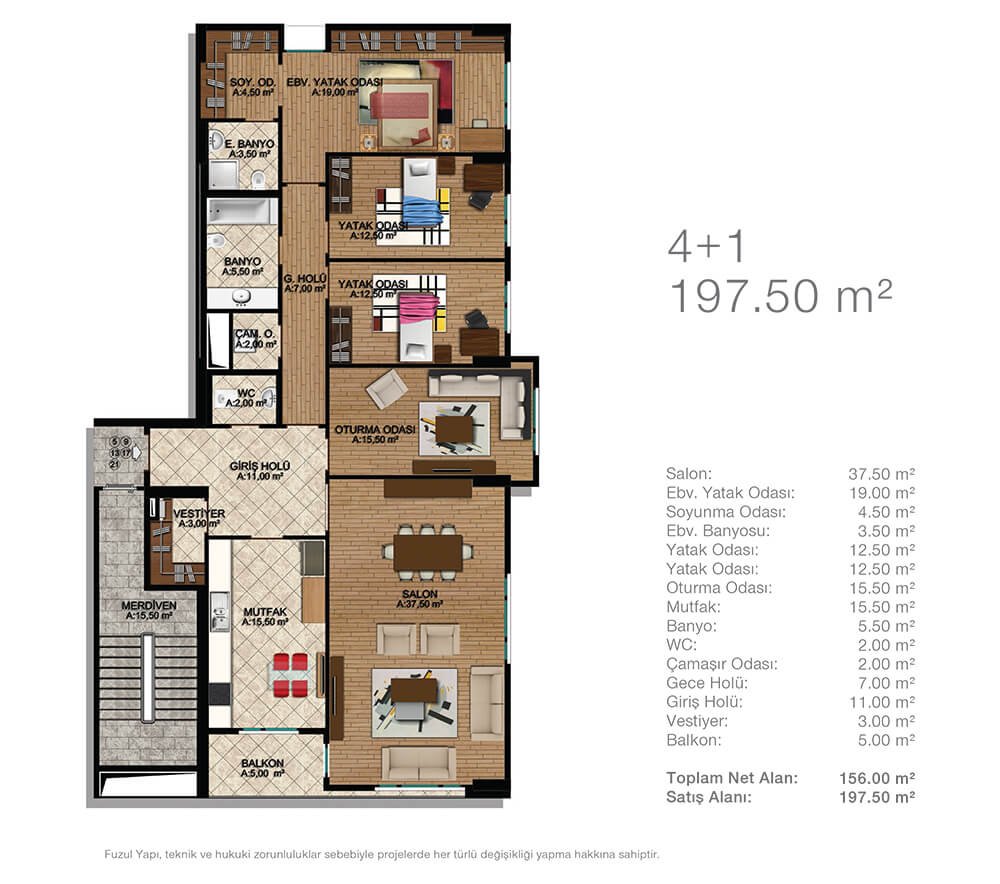 SOY. OD.
A:4,50 m²
EBV. YATAK ODASI
A:19,00 m²
E. BANYO
A:3,50 m²
YATAK ODASI
A:12,50 m²
BANYO
A:5,50 m²
G. HOLÜ
A:7,00 m²
YATAK ODASI
A:12,50 m²
ÇAM. O.
A:2,00 m²
WC
A:2,00 m²
OTURMA ODASI
A:15,50 m²
5 9
13 17
21
GİRİŞ HOLÜ
A:11,00 m²
VESTİYER
A:3,00 m²
MERDİVEN
A:15,50 m²
MUTFAK
A:15,50 m²
SALON
A:37,50 m²
BALKON
A:5,00 m²
4+1
197.50 m²
Salon: 37.50 m²
Ebv. Yatak Odası: 19.00 m²
Soyunma Odası: 4.50 m²
Ebv. Banyosu: 3.50 m²
Yatak Odası: 12.50 m²
Yatak Odası: 12.50 m²
Oturma Odası: 15.50 m²
Mutfak: 15.50 m²
Banyo: 5.50 m²
WC: 2.00 m²
Çamaşır Odası: 2.00 m²
Gece Holü: 7.00 m²
Giriş Holü: 11.00 m²
Vestiyer: 3.00 m²
Balkon: 5.00 m²
Toplam Net Alan: 156.00 m²
Satış Alanı: 197.50 m²
Fuzul Yapı, teknik ve hukuki zorunluluklar sebebiyle projelerde her türlü değişikliği yapma hakkına sahiptir.